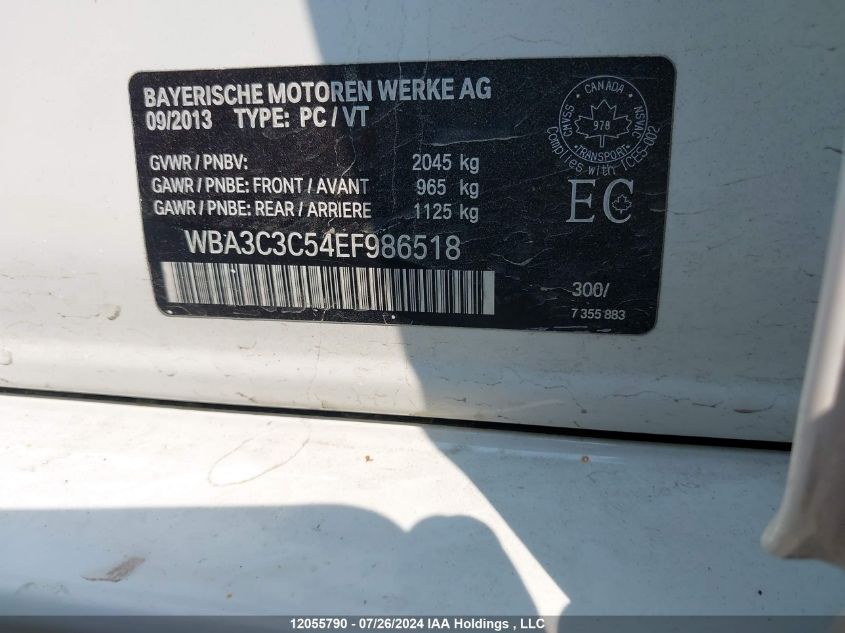 BAYERISCHE MOTOREN WERKE AG
09/2013 TYPE: PC / VT
GVWR / PNBV: 2045 kg
GAWR / PNBE: FRONT / AVANT 965 kg
GAWR / PNBE: REAR / ARRIERE 1125 kg
WBA3C3C54EF986518
CANADA
CMVSS
NSVAC
978
TRANSPORT
Complies with ICES-002
EC
300/
7 355 883
12055790 - 07/26/2024 IAA Holdings , LLC